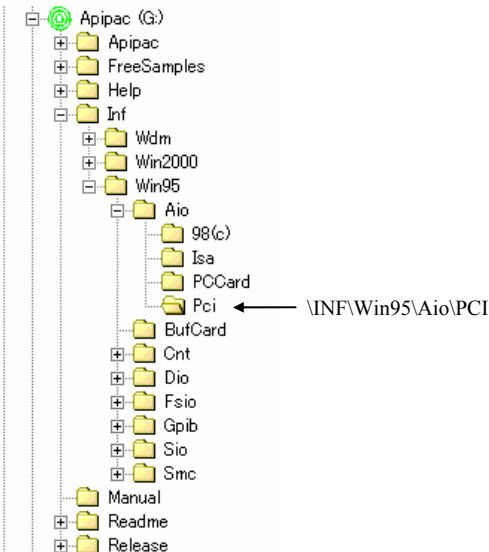 Apipac (G:)
Apipac
FreeSamples
Help
Inf
Wdm
Win2000
Win95
Aio
98(c)
Isa
PCCard
Pci \INF\Win95\Aio\PCI
BufCard
Cnt
Dio
Fsio
Gpib
Sio
Smc
Manual
Readme
Release